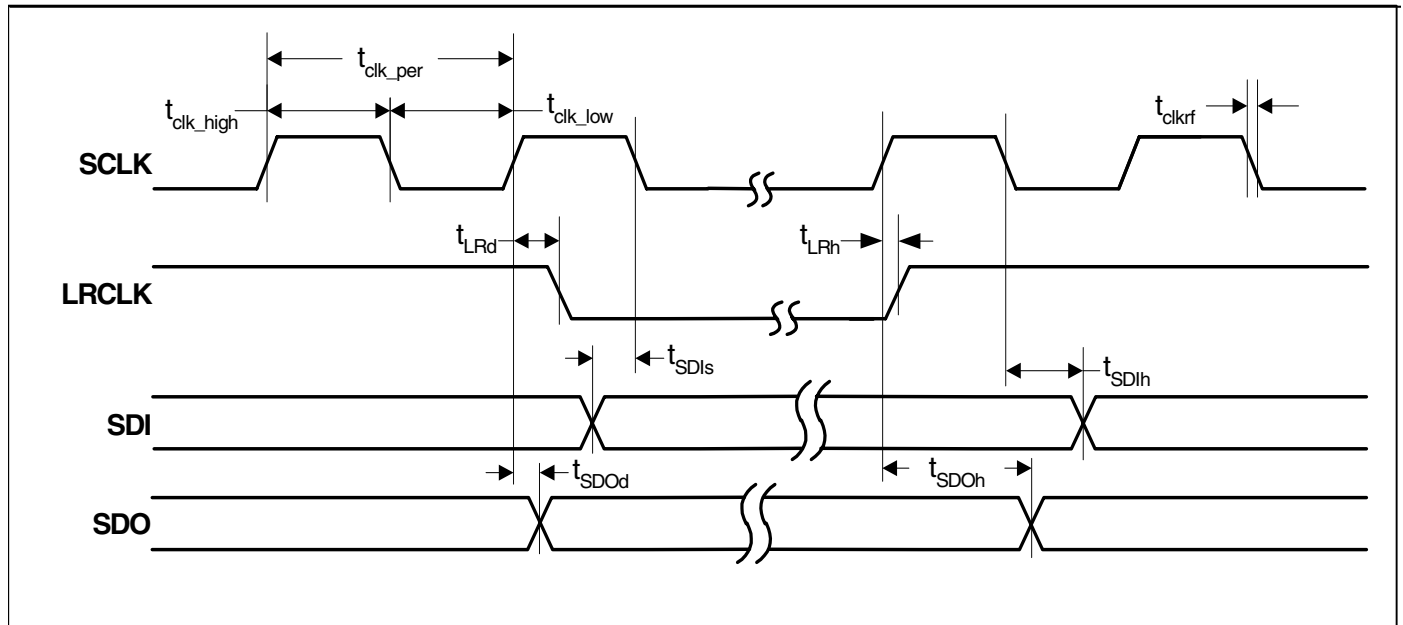 t_clk_per
t_clk_high
t_clk_low
t_clkrf
SCLK
t_LRd
t_LRh
LRCLK
t_SDIs
t_SDIh
SDI
t_SDOd
t_SDOh
SDO